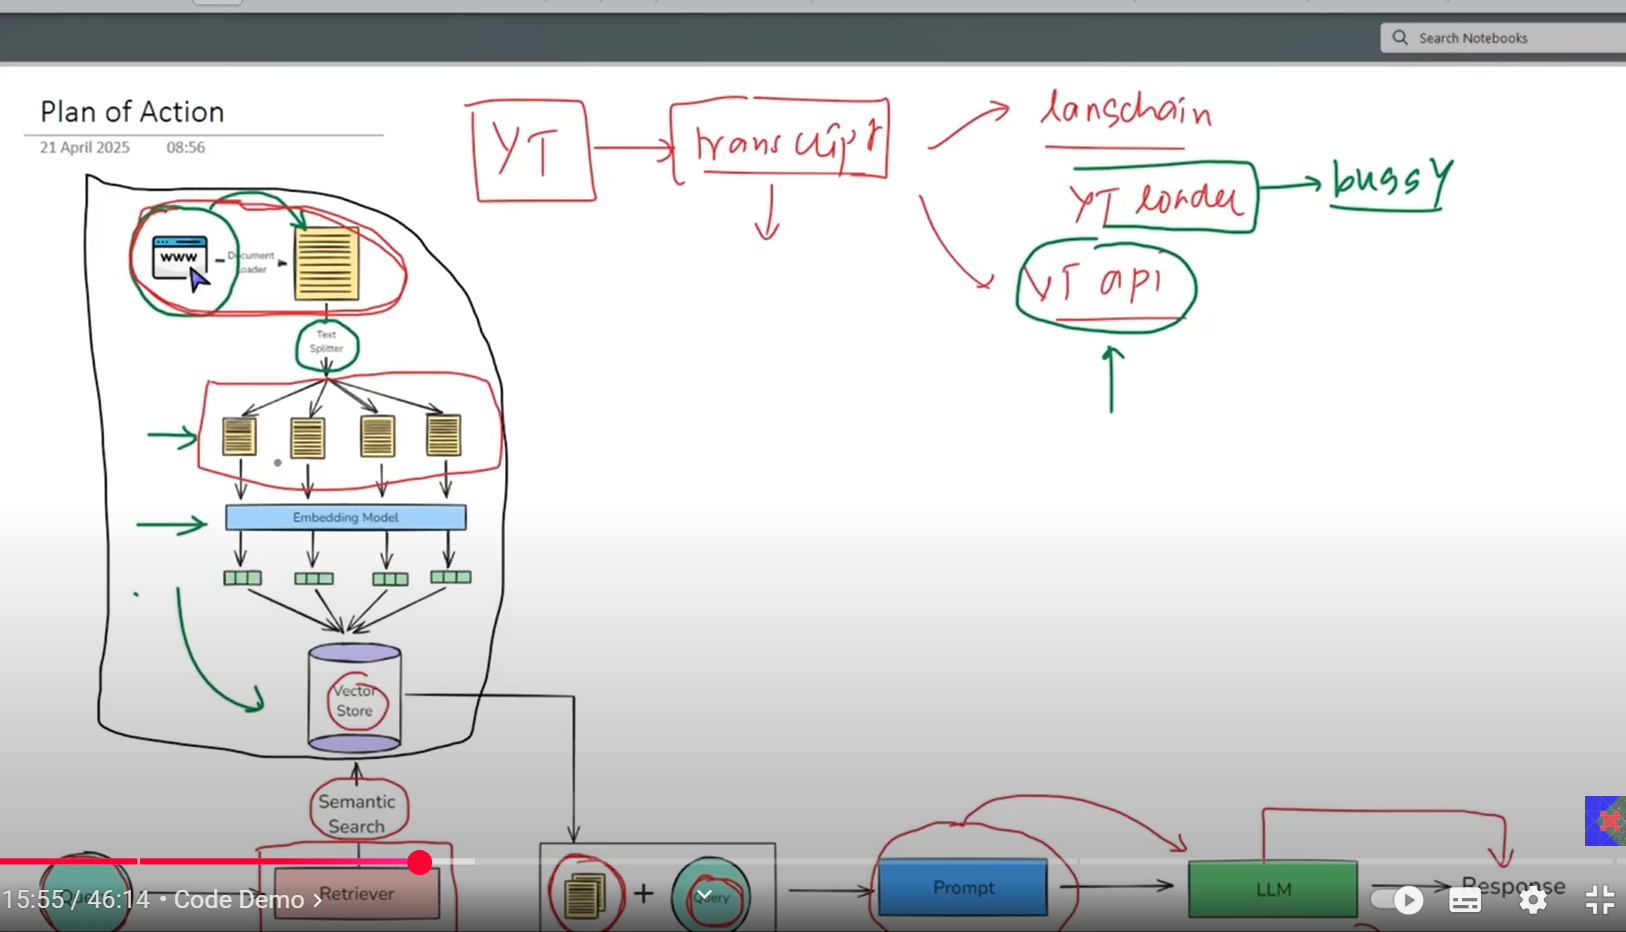 Search Notebooks
Plan of Action
21 April 2025 08:56
YT
transcript
langchain
YT loader
buggy
YT api
www
Document
Loader
Text
Splitter
Embedding Model
Vector
Store
Semantic
Search
Query
Retriever
+
Query
Prompt
LLM
Response
15:55 / 46:14 • Code Demo >